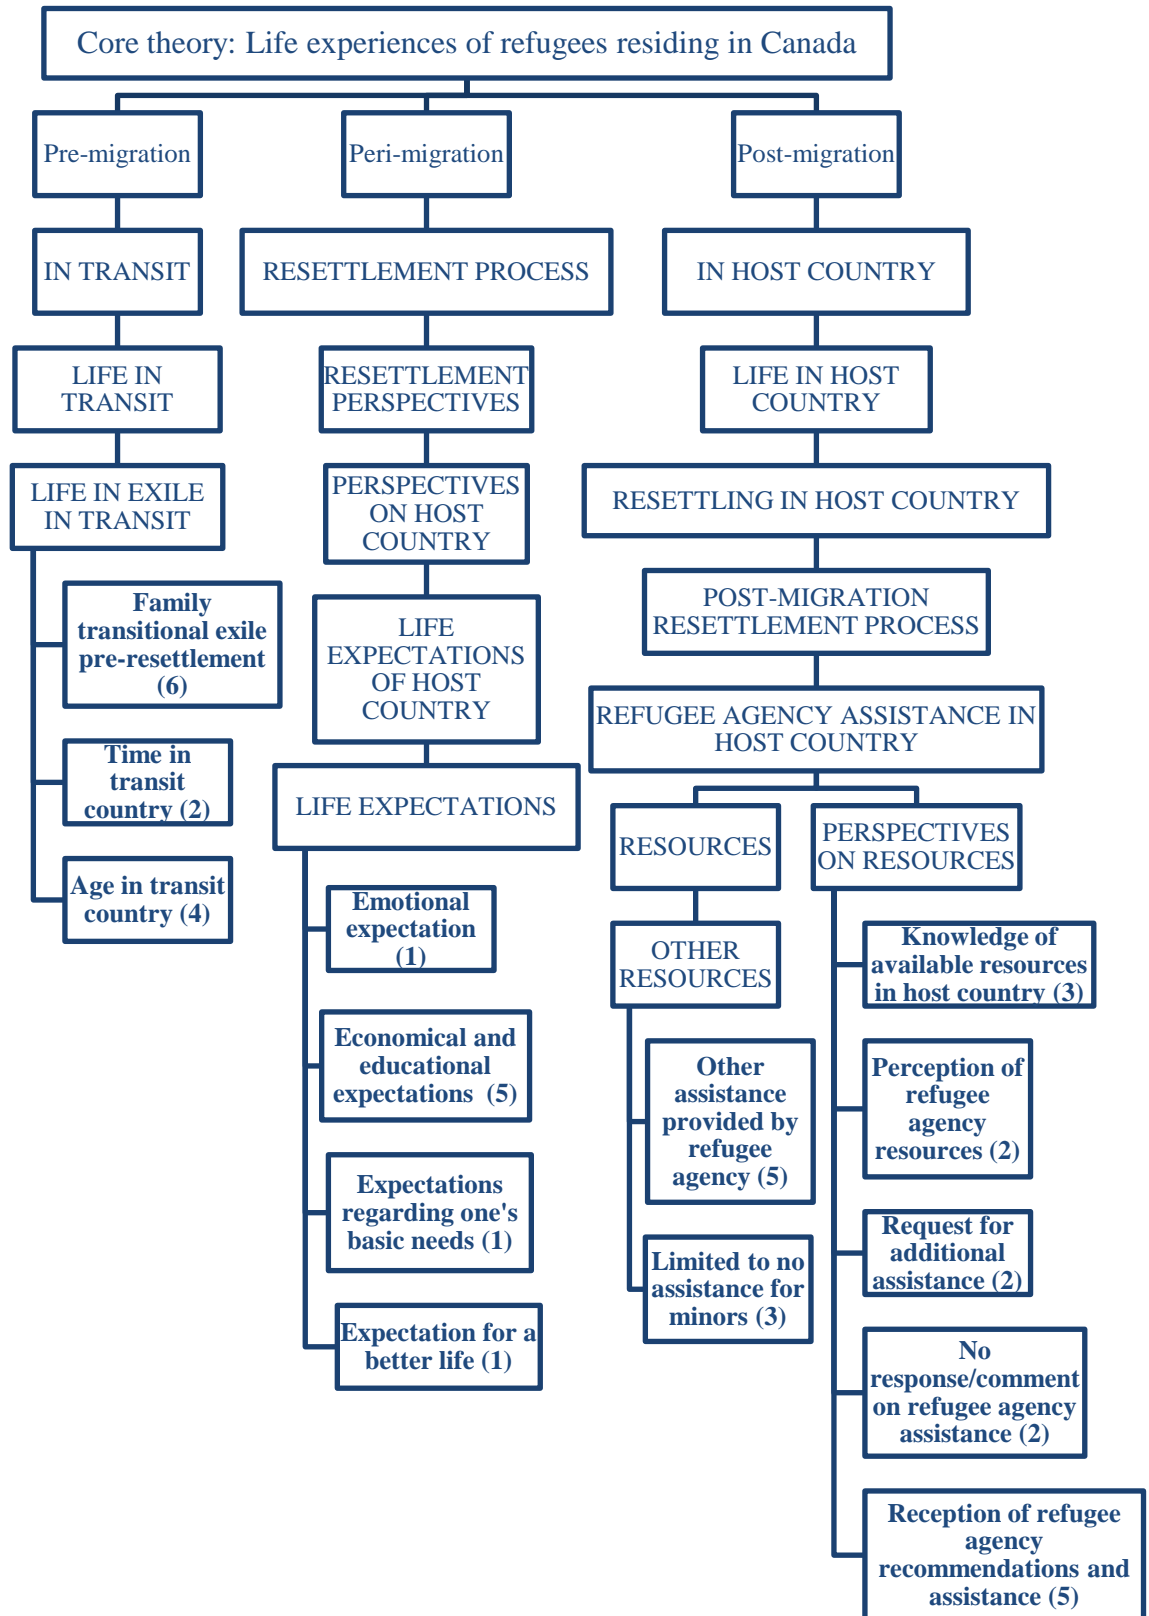 Core theory: Life experiences of refugees residing in Canada
Pre-migration
Peri-migration
Post-migration
IN TRANSIT
RESETTLEMENT PROCESS
IN HOST COUNTRY
LIFE IN
TRANSIT
RESETTLEMENT
PERSPECTIVES
LIFE IN HOST
COUNTRY
LIFE IN EXILE
IN TRANSIT
PERSPECTIVES
ON HOST
COUNTRY
RESETTLING IN HOST COUNTRY
Family
transitional exile
pre-resettlement
(6)
Time in
transit
country (2)
Age in transit
country (4)
LIFE
EXPECTATIONS
OF HOST
COUNTRY
LIFE EXPECTATIONS
Emotional
expectation
(1)
Economical and
educational
expectations  (5)
Expectations
regarding one's
basic needs (1)
Expectation for a
better life (1)
POST-MIGRATION
RESETTLEMENT PROCESS
REFUGEE AGENCY ASSISTANCE IN
HOST COUNTRY
RESOURCES
OTHER
RESOURCES
Other
assistance
provided by
refugee
agency (5)
Limited to no
assistance for
minors (3)
PERSPECTIVES
ON RESOURCES
Knowledge of
available resources
in host country (3)
Perception of
refugee
agency
resources (2)
Request for
additional
assistance (2)
No
response/comment
on refugee agency
assistance (2)
Reception of refugee
agency
recommendations and
assistance (5)